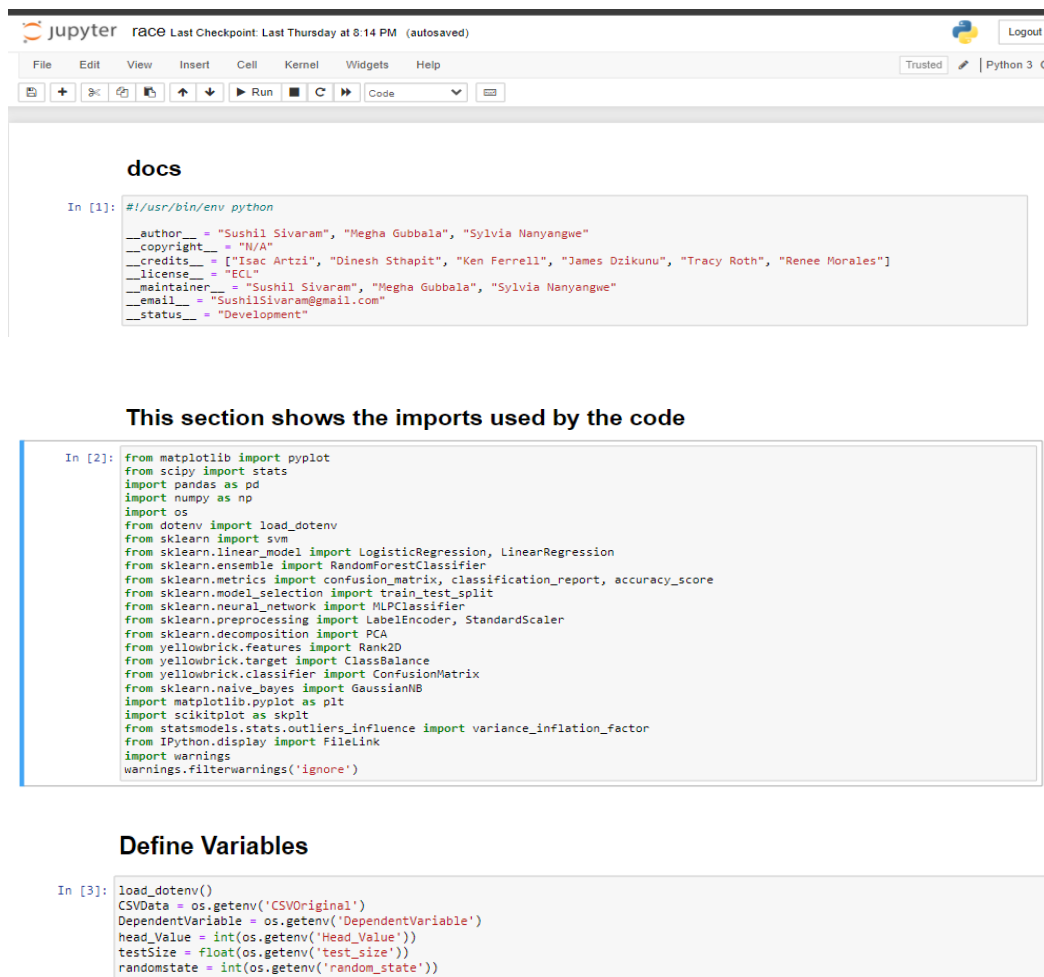 jupyter race Last Checkpoint: Last Thursday at 8:14 PM (autosaved)
Logout
File Edit View Insert Cell Kernel Widgets Help
Trusted
Python 3
Run
Code
docs
In [1]: #!/usr/bin/env python
__author__ = "Sushil Sivaram", "Megha Gubbala", "Sylvia Nanyangwe"
__copyright__ = "N/A"
__credits__ = ["Isac Artzi", "Dinesh Sthapit", "Ken Ferrell", "James Dzikunu", "Tracy Roth", "Renee Morales"]
__license__ = "ECL"
__maintainer__ = "Sushil Sivaram", "Megha Gubbala", "Sylvia Nanyangwe"
__email__ = "SushilSivaram@gmail.com"
__status__ = "Development"
This section shows the imports used by the code
In [2]: from matplotlib import pyplot
from scipy import stats
import pandas as pd
import numpy as np
import os
from dotenv import load_dotenv
from sklearn import svm
from sklearn.linear_model import LogisticRegression, LinearRegression
from sklearn.ensemble import RandomForestClassifier
from sklearn.metrics import confusion_matrix, classification_report, accuracy_score
from sklearn.model_selection import train_test_split
from sklearn.neural_network import MLPClassifier
from sklearn.preprocessing import LabelEncoder, StandardScaler
from sklearn.decomposition import PCA
from yellowbrick.features import Rank2D
from yellowbrick.target import ClassBalance
from yellowbrick.classifier import ConfusionMatrix
from sklearn.naive_bayes import GaussianNB
import matplotlib.pyplot as plt
import scikitplot as skplt
from statsmodels.stats.outliers_influence import variance_inflation_factor
from IPython.display import FileLink
import warnings
warnings.filterwarnings('ignore')
Define Variables
In [3]: load_dotenv()
CSVData = os.getenv('CSVOriginal')
DependentVariable = os.getenv('DependentVariable')
head_Value = int(os.getenv('Head_Value'))
testSize = float(os.getenv('test_size'))
randomstate = int(os.getenv('random_state'))